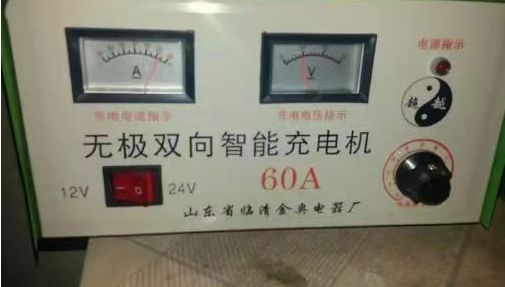 电源指示
A
V
充电电流指示
充电电压指示
超越
无极双向智能充电机
12V
24V
60A
山东省临清金奥电器厂